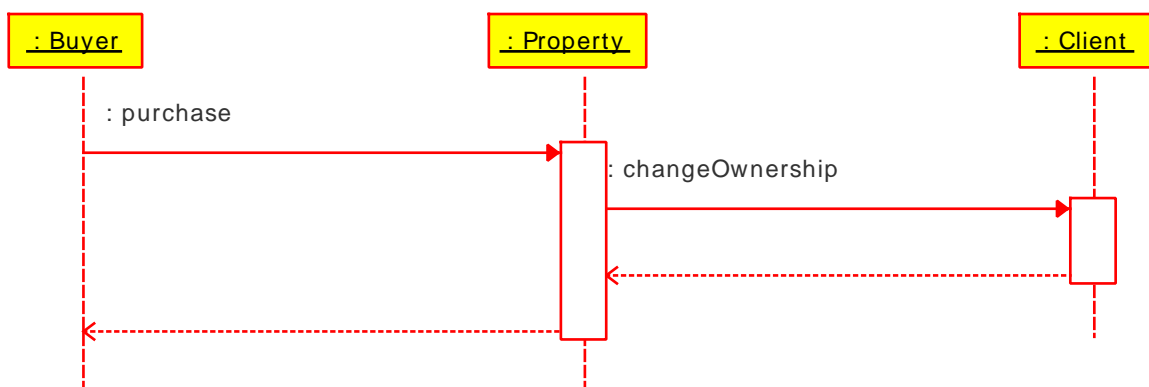 : Buyer
: Property
: Client
: purchase
: changeOwnership